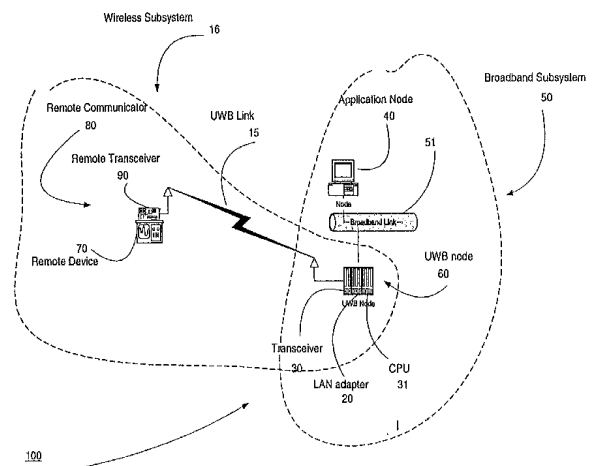 Wireless Subsystem
16
Broadband Subsystem
50
Remote Communicator
80
UWB Link
15
Application Node
40
51
Remote Transceiver
90
Node
Broadband Link
70
Remote Device
UWB node
60
UWB Node
Transceiver
30
CPU
31
LAN adapter
20
100